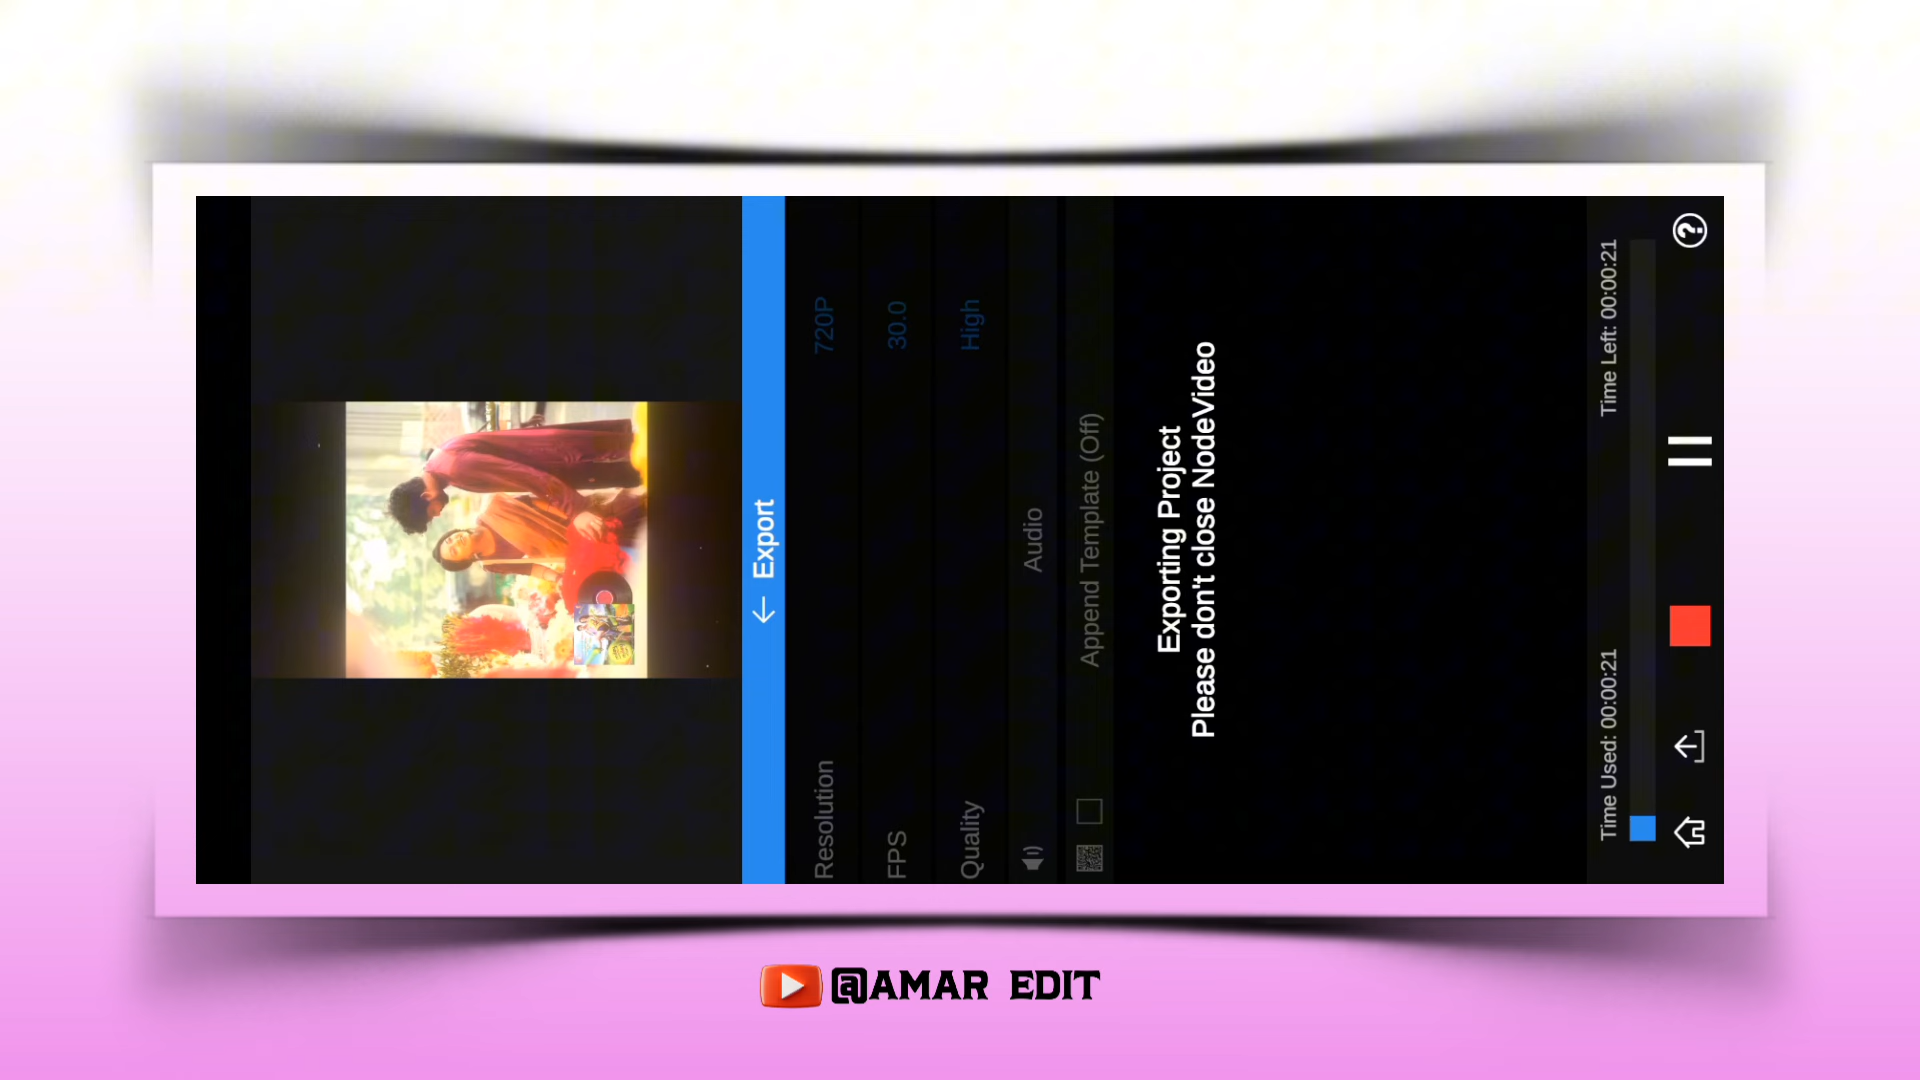 Export
Resolution 720P
FPS 30.0
Quality High
Audio
Append Template (Off)
Exporting Project
Please don't close NodeVideo
Time Used: 00:00:21 Time Left: 00:00:21
@AMAR EDIT